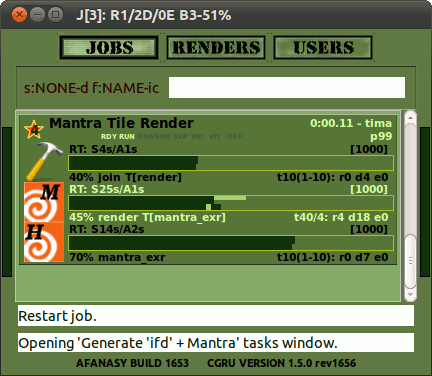 J[3]: R1/2D/0E B3-51%
JOBS RENDERS USERS
s:NONE-d f:NAME-ic
4 Mantra Tile Render 0:00.11 - tima
RDY RUN DON ERR SKP WD WT OFF p99
RT: S4s/A1s [1000]
40% join T[render] t10(1-10): r0 d4 e0
M RT: S25s/A1s [1000]
45% render T[mantra_exr] t40/4: r4 d18 e0
H RT: S14s/A2s [1000]
70% mantra_exr t10(1-10): r0 d7 e0
Restart job.
Opening 'Generate 'ifd' + Mantra' tasks window.
AFANASY BUILD 1653 CGRU VERSION 1.5.0 rev1656